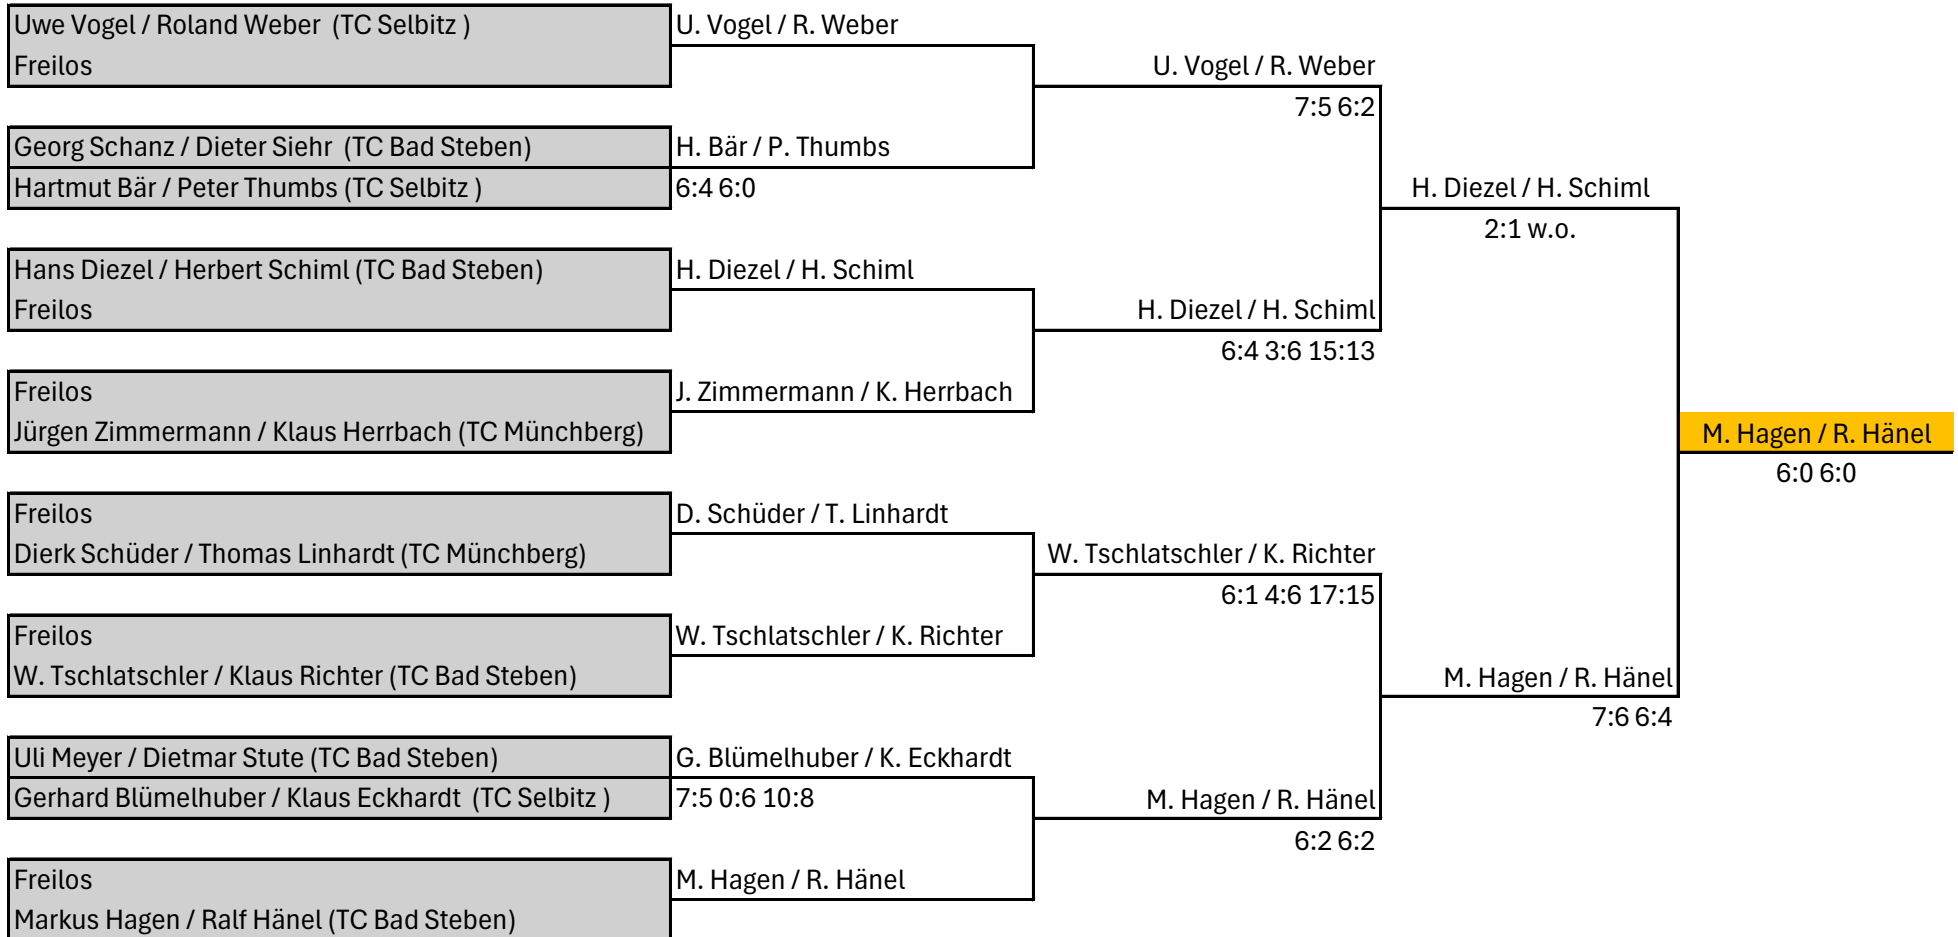 Uwe Vogel / Roland Weber (TC Selbitz )
Freilos
Georg Schanz / Dieter Siehr (TC Bad Steben)
Hartmut Bär / Peter Thumbs (TC Selbitz )
Hans Diezel / Herbert Schiml (TC Bad Steben)
Freilos
Freilos
Jürgen Zimmermann / Klaus Herrbach (TC Münchberg)
Freilos
Dierk Schüder / Thomas Linhardt (TC Münchberg)
Freilos
W. Tschlatschler / Klaus Richter (TC Bad Steben)
Uli Meyer / Dietmar Stute (TC Bad Steben)
Gerhard Blümelhuber / Klaus Eckhardt (TC Selbitz )
Freilos
Markus Hagen / Ralf Hänel (TC Bad Steben)
U. Vogel / R. Weber
H. Bär / P. Thumbs
6:4 6:0
H. Diezel / H. Schiml
J. Zimmermann / K. Herrbach
D. Schüder / T. Linhardt
W. Tschlatschler / K. Richter
G. Blümelhuber / K. Eckhardt
7:5 0:6 10:8
M. Hagen / R. Hänel
U. Vogel / R. Weber
7:5 6:2
H. Diezel / H. Schiml
6:4 3:6 15:13
W. Tschlatschler / K. Richter
6:1 4:6 17:15
M. Hagen / R. Hänel
6:2 6:2
H. Diezel / H. Schiml
2:1 w.o.
M. Hagen / R. Hänel
7:6 6:4
M. Hagen / R. Hänel
6:0 6:0